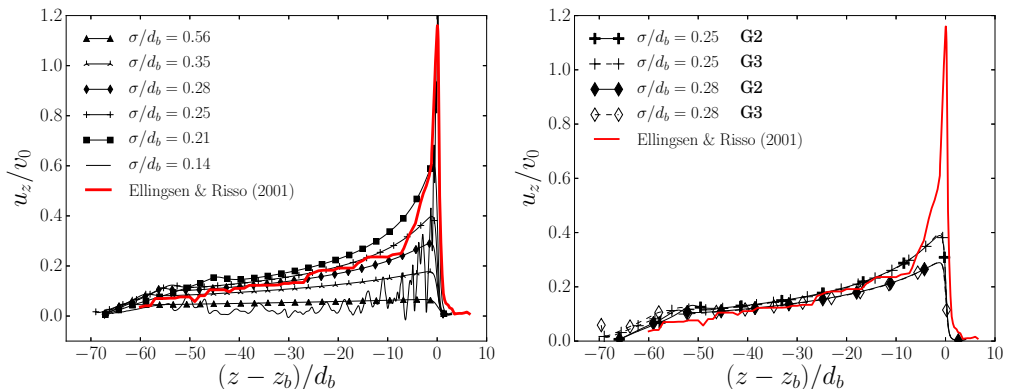 1.2
1.0
0.8
0.6
0.4
0.2
0.0
u_z/v_0
σ/d_b = 0.56
σ/d_b = 0.35
σ/d_b = 0.28
σ/d_b = 0.25
σ/d_b = 0.21
σ/d_b = 0.14
Ellingsen & Risso (2001)
−70 −60 −50 −40 −30 −20 −10 0 10
(z − z_b)/d_b
1.2
1.0
0.8
0.6
0.4
0.2
0.0
u_z/v_0
σ/d_b = 0.25 G2
σ/d_b = 0.25 G3
σ/d_b = 0.28 G2
σ/d_b = 0.28 G3
Ellingsen & Risso (2001)
−70 −60 −50 −40 −30 −20 −10 0 10
(z − z_b)/d_b